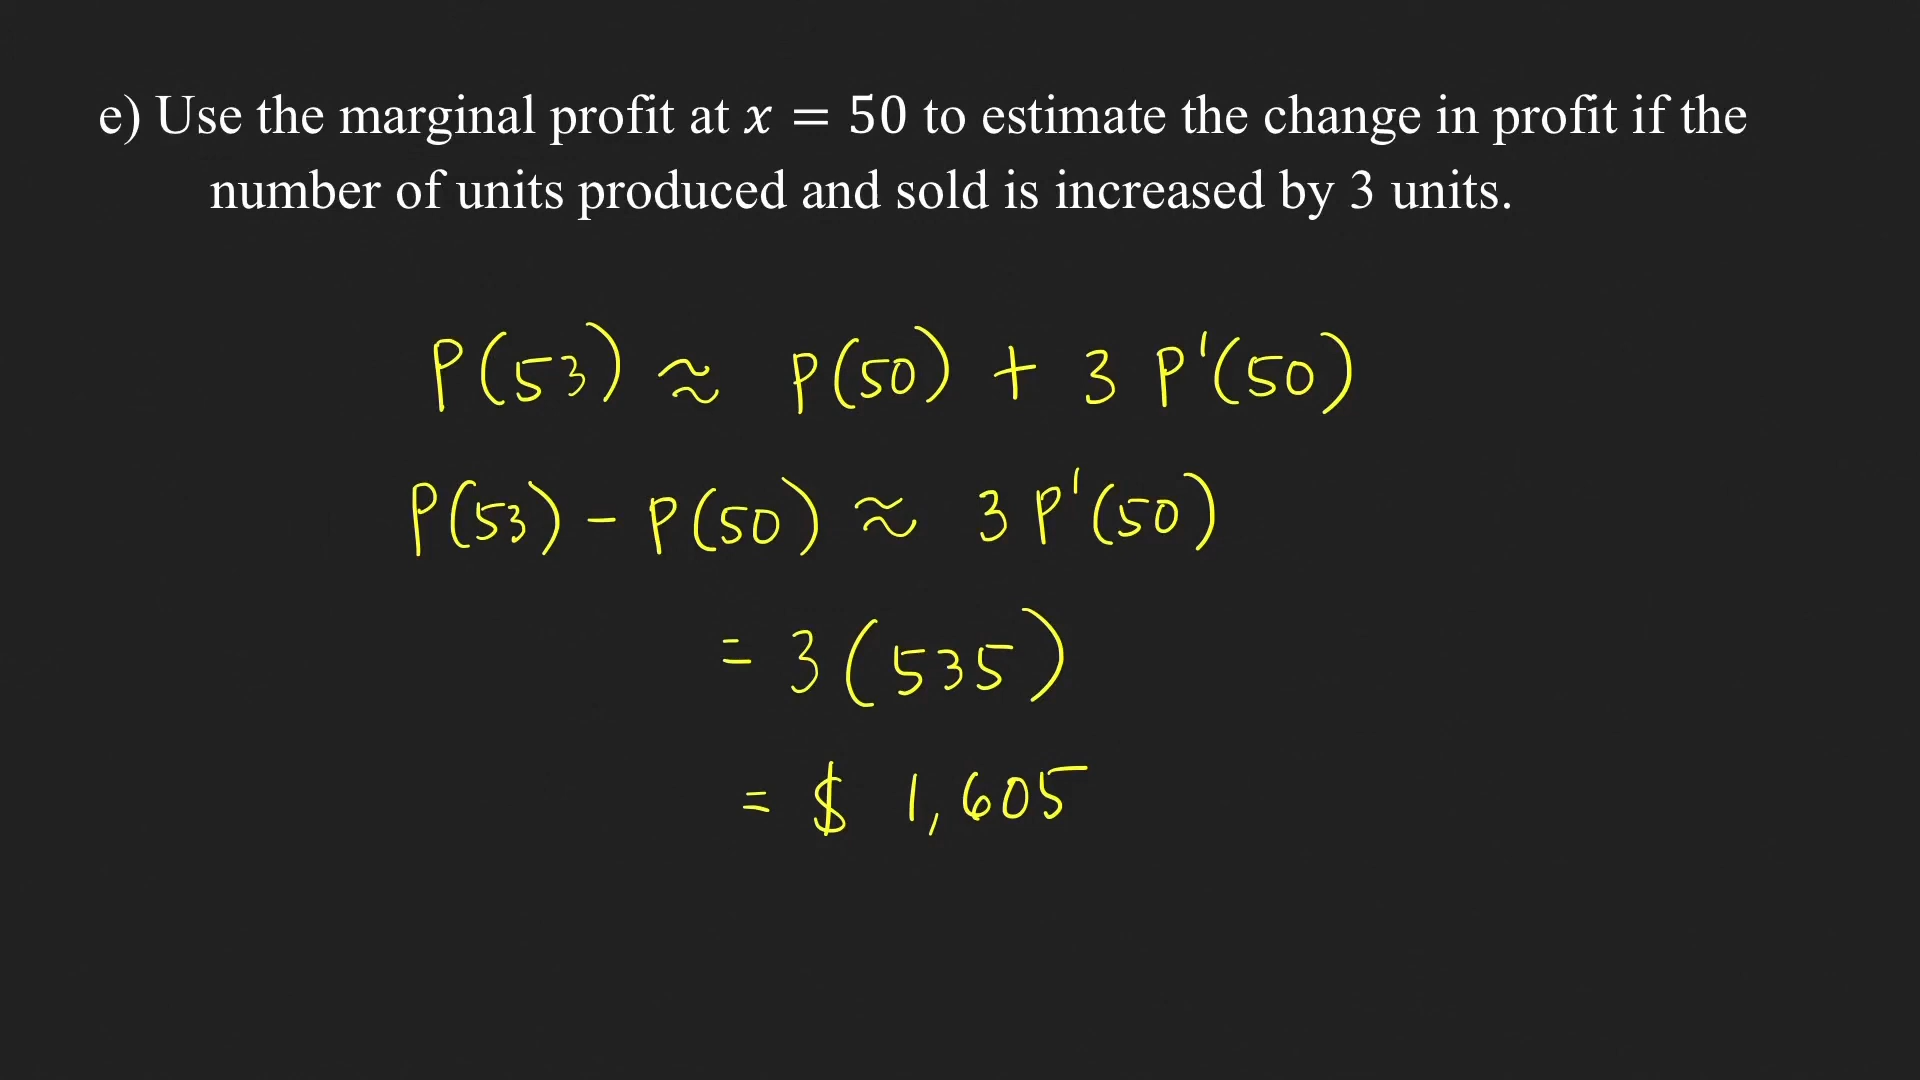 e) Use the marginal profit at x = 50 to estimate the change in profit if the
number of units produced and sold is increased by 3 units.
P(53) ≈ P(50) + 3 P'(50)
P(53) - P(50) ≈ 3 P'(50)
= 3 (535)
= $ 1,605